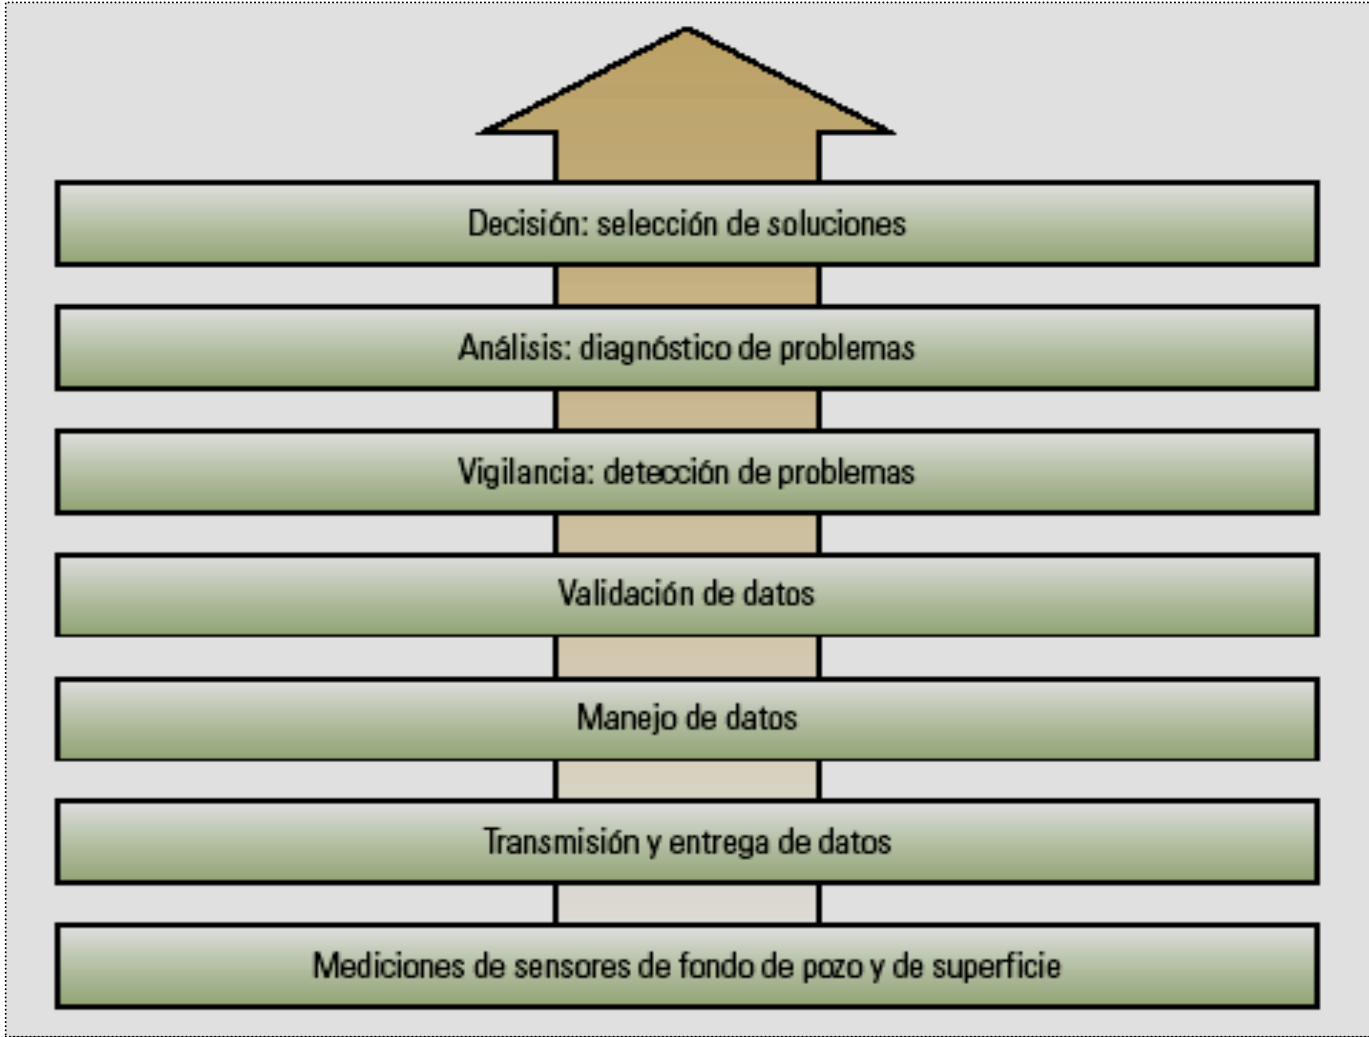 Decisión: selección de soluciones
Análisis: diagnóstico de problemas
Vigilancia: detección de problemas
Validación de datos
Manejo de datos
Transmisión y entrega de datos
Mediciones de sensores de fondo de pozo y de superficie